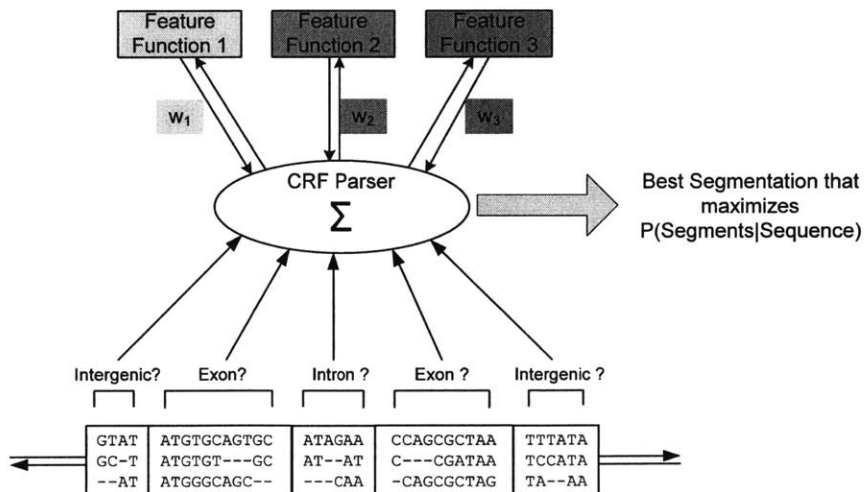 Feature Function 1
Feature Function 2
Feature Function 3
w1
w2
w3
CRF Parser
Σ
Best Segmentation that
maximizes
P(Segments|Sequence)
Intergenic?
Exon?
Intron ?
Exon ?
Intergenic ?
GTAT ATGTGCAGTGC ATAGAA CCAGCGCTAA TTTATA
GC-T ATGTGT---GC AT--AT C---CGATAA TCCATA
--AT ATGGGCAGC-- ---CAA -CAGCGCTAG TA--AA